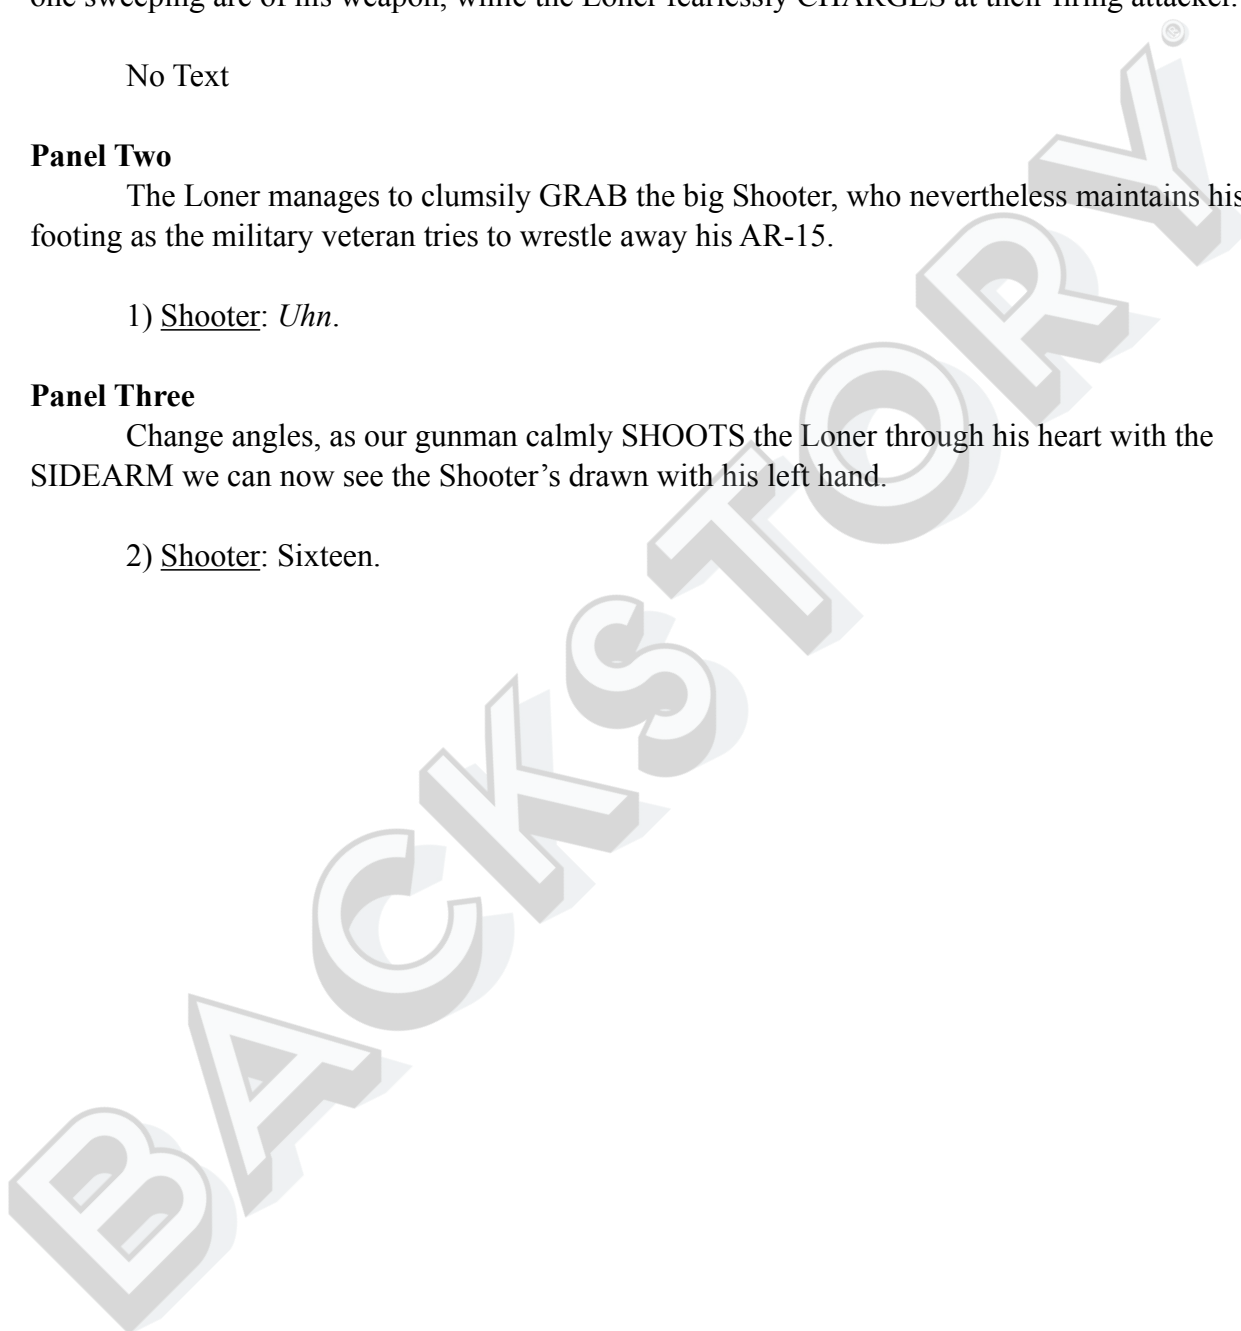 one sweeping arc of his weapon, while the Loner fearlessly CHARGES at their firing attacker.
No Text
Panel Two
The Loner manages to clumsily GRAB the big Shooter, who nevertheless maintains his
footing as the military veteran tries to wrestle away his AR-15.
1) Shooter: Uhn.
Panel Three
Change angles, as our gunman calmly SHOOTS the Loner through his heart with the
SIDEARM we can now see the Shooter’s drawn with his left hand.
2) Shooter: Sixteen.
BACKSTORY